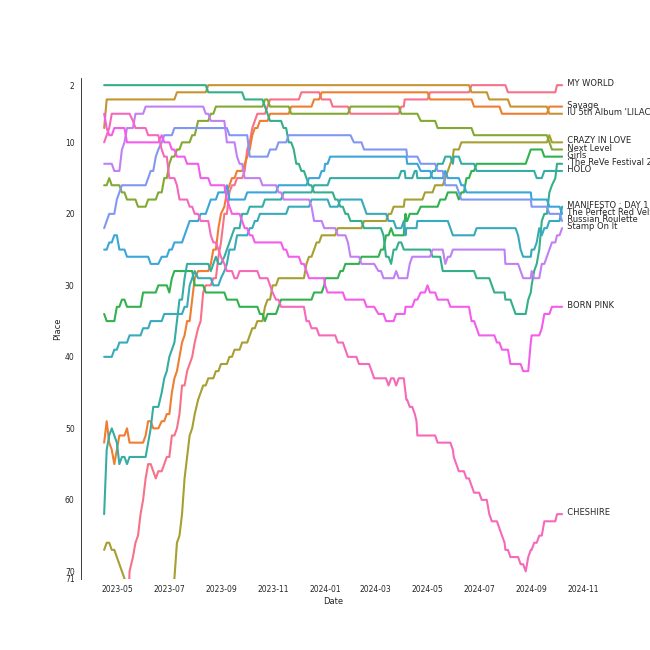 2
10
20
30
40
50
60
70
71
Place
2023-05
2023-07
2023-09
2023-11
2024-01
2024-03
2024-05
2024-07
2024-09
2024-11
Date
MY WORLD
Savage
IU 5th Album 'LILAC
CRAZY IN LOVE
Next Level
Girls
'The ReVe Festival 2
HOLO
MANIFESTO : DAY 1
The Perfect Red Vel
Russian Roulette
Stamp On It
BORN PINK
CHESHIRE